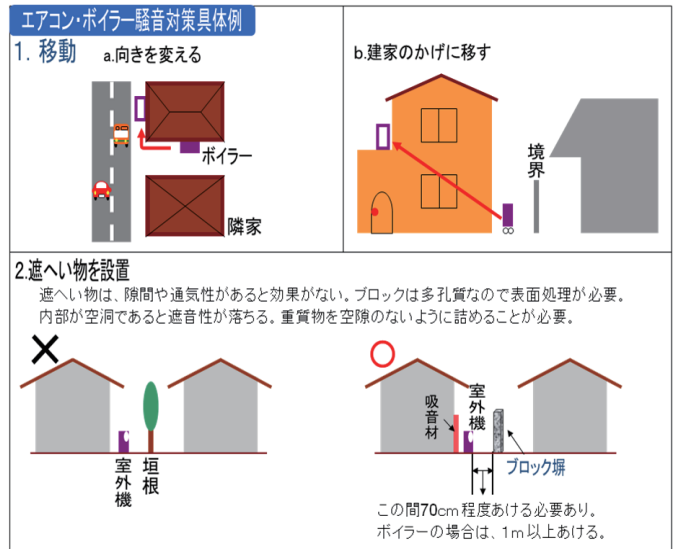 エアコン・ボイラー騒音対策具体例
1. 移動
a.向きを変える
ボイラー
隣家
b.建家のかげに移す
境界
2.遮へい物を設置
遮へい物は、隙間や通気性があると効果がない。ブロックは多孔質なので表面処理が必要。
内部が空洞であると遮音性が落ちる。重質物を空隙のないように詰めることが必要。
室外機
垣根
吸音材
室外機
ブロック塀
この間70cm程度あける必要あり。
ボイラーの場合は、1m以上あける。